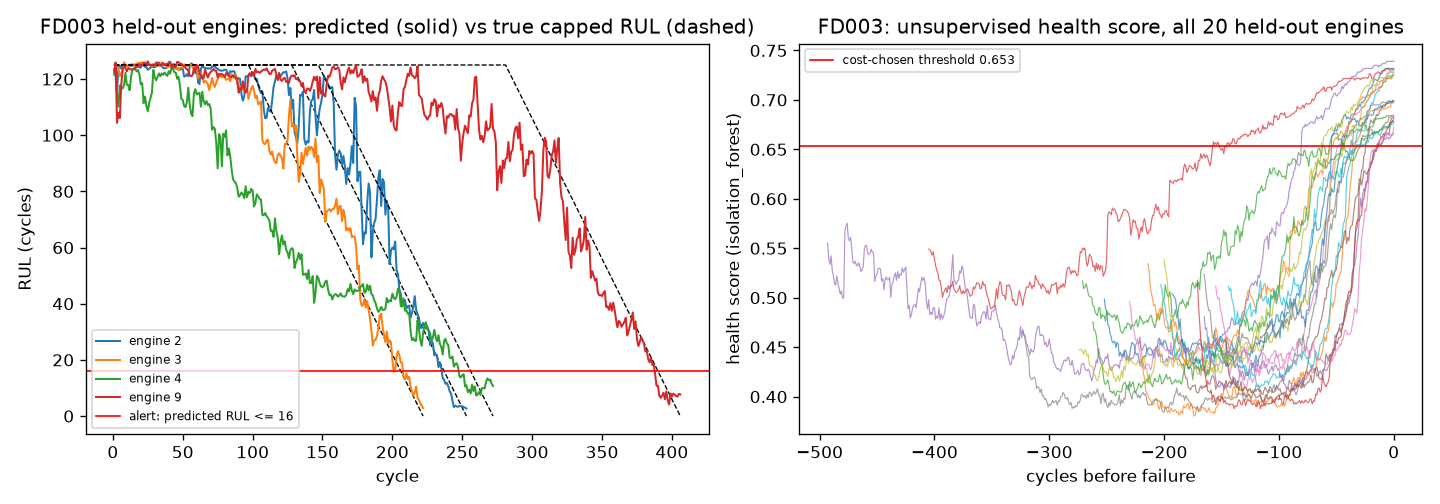 FD003 held-out engines: predicted (solid) vs true capped RUL (dashed)
RUL (cycles)
120
100
80
60
40
20
0
engine 2
engine 3
engine 4
engine 9
alert: predicted RUL <= 16
0 50 100 150 200 250 300 350 400
cycle
FD003: unsupervised health score, all 20 held-out engines
health score (isolation_forest)
0.75
0.70
0.65
0.60
0.55
0.50
0.45
0.40
cost-chosen threshold 0.653
−500 −400 −300 −200 −100 0
cycles before failure